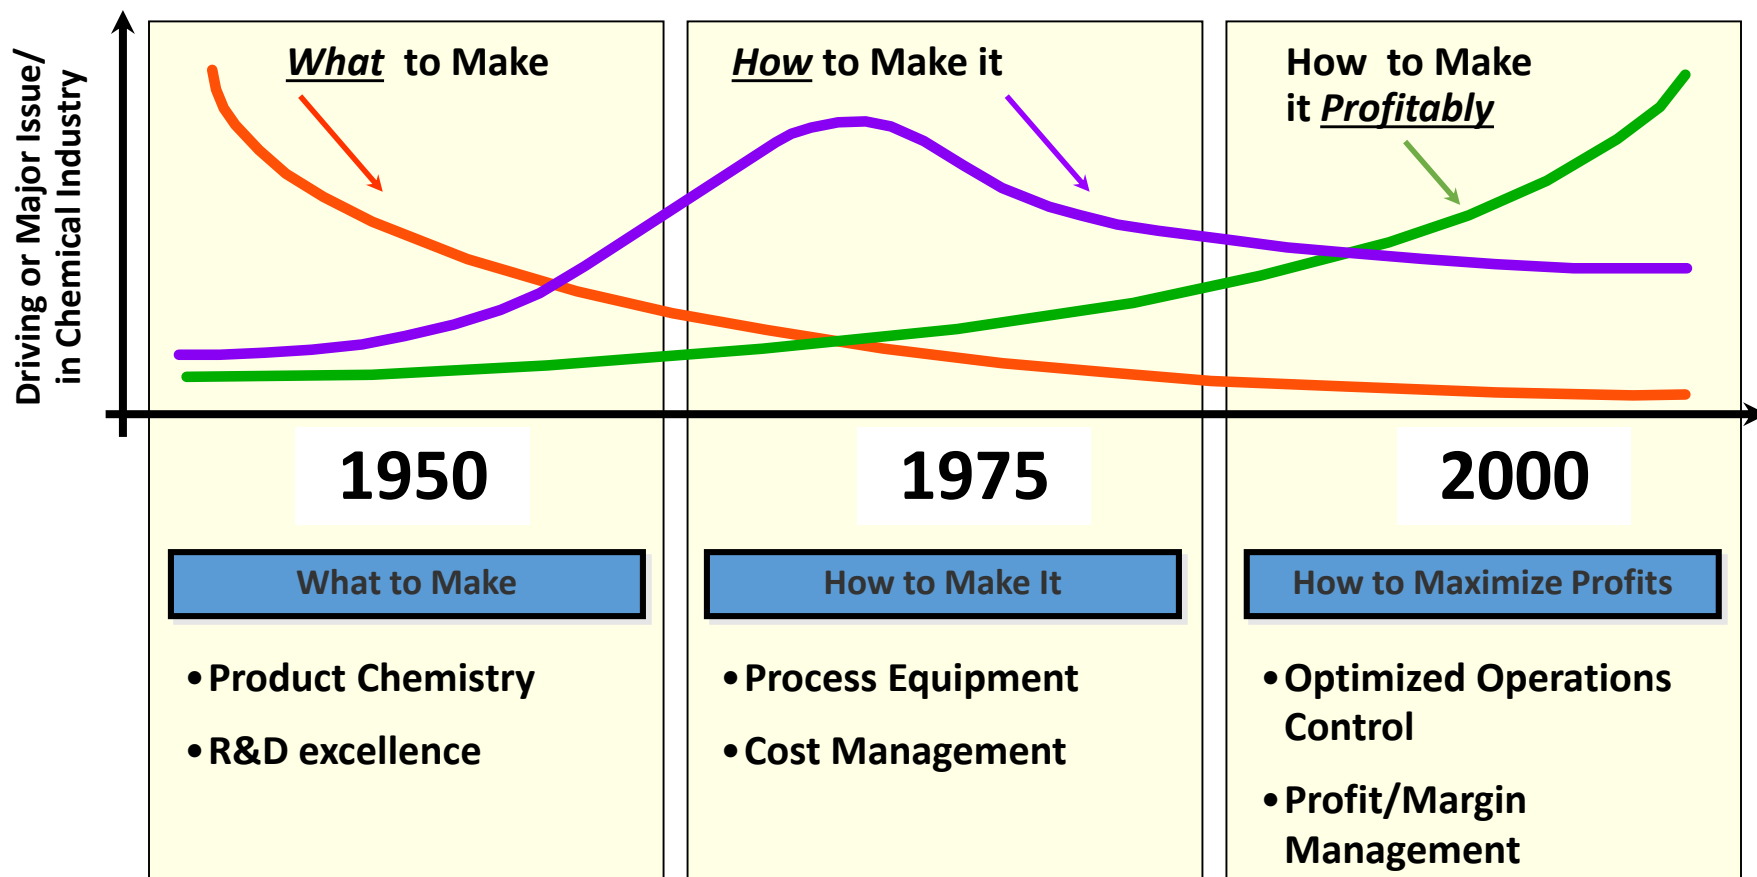 Driving or Major Issue/
in Chemical Industry
What to Make
How to Make it
How to Make
it Profitably
1950
1975
2000
What to Make
How to Make It
How to Maximize Profits
•Product Chemistry
•R&D excellence
•Process Equipment
•Cost Management
•Optimized Operations
Control
•Profit/Margin
Management